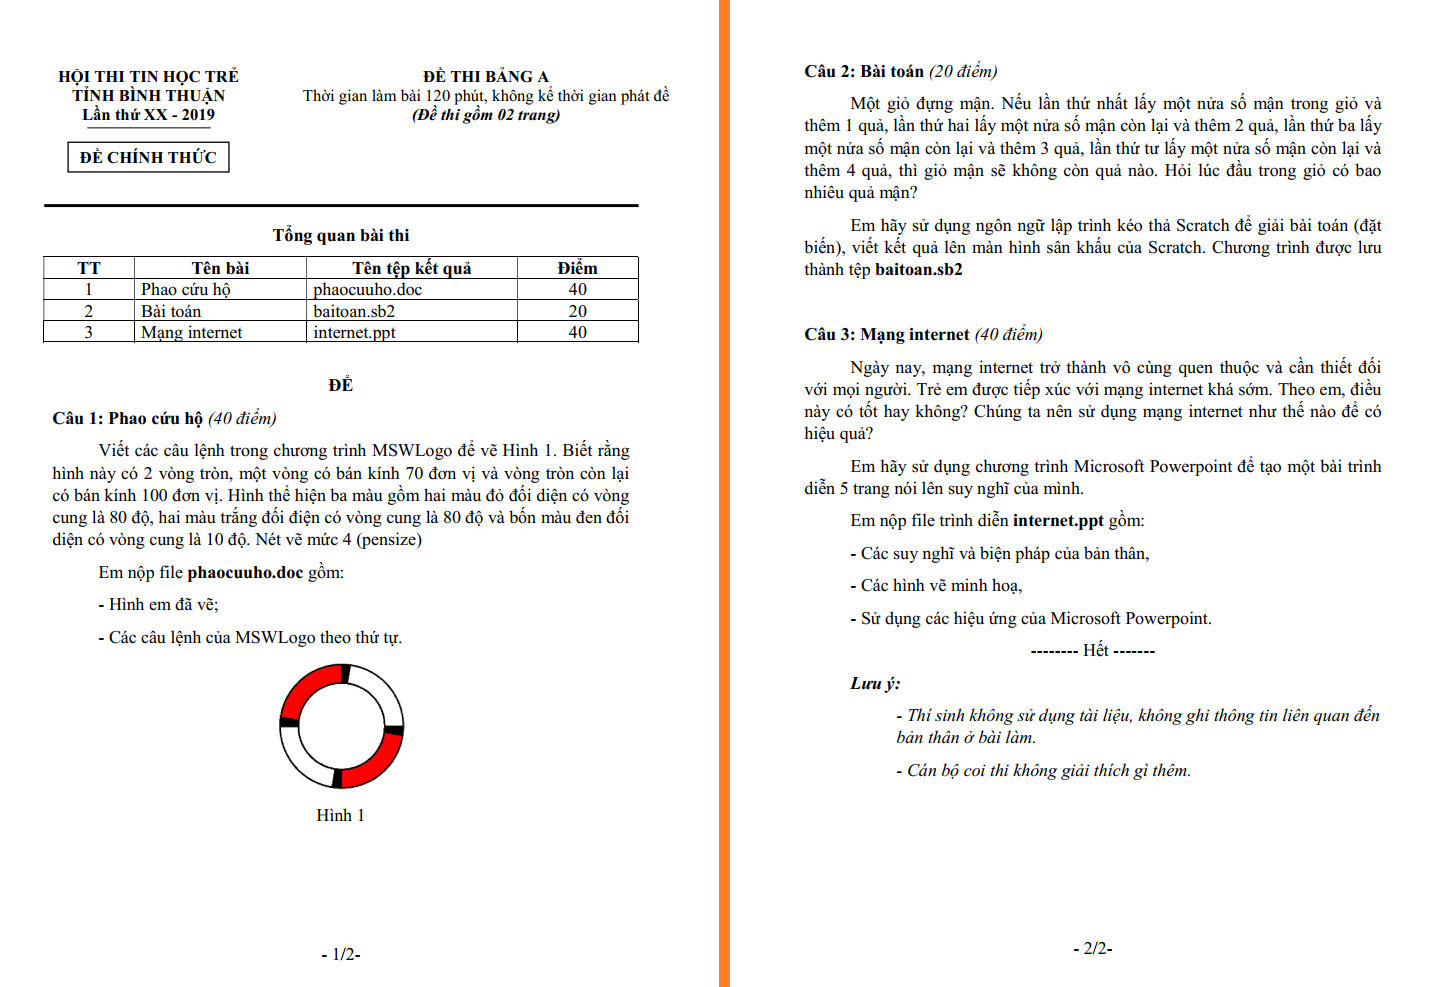 HỘI THI TIN HỌC TRẺ
TỈNH BÌNH THUẬN
Lần thứ XX - 2019
ĐỀ CHÍNH THỨC
ĐỀ THI BẢNG A
Thời gian làm bài 120 phút, không kể thời gian phát đề
(Đề thi gồm 02 trang)
Tổng quan bài thi
TT Tên bài Tên tệp kết quả Điểm
1 Phao cứu hộ phaocuuho.doc 40
2 Bài toán baitoan.sb2 20
3 Mạng internet internet.ppt 40
ĐỀ
Câu 1: Phao cứu hộ (40 điểm)
Viết các câu lệnh trong chương trình MSWLogo để vẽ Hình 1. Biết rằng
hình này có 2 vòng tròn, một vòng có bán kính 70 đơn vị và vòng tròn còn lại
có bán kính 100 đơn vị. Hình thể hiện ba màu gồm hai màu đỏ đối diện có vòng
cung là 80 độ, hai màu trắng đối điện có vòng cung là 80 độ và bốn màu đen đối
diện có vòng cung là 10 độ. Nét vẽ mức 4 (pensize)
Em nộp file phaocuuho.doc gồm:
- Hình em đã vẽ;
- Các câu lệnh của MSWLogo theo thứ tự.
Hình 1
- 1/2-
Câu 2: Bài toán (20 điểm)
Một giỏ đựng mận. Nếu lần thứ nhất lấy một nửa số mận trong giỏ và
thêm 1 quả, lần thứ hai lấy một nửa số mận còn lại và thêm 2 quả, lần thứ ba lấy
một nửa số mận còn lại và thêm 3 quả, lần thứ tư lấy một nửa số mận còn lại và
thêm 4 quả, thì giỏ mận sẽ không còn quả nào. Hỏi lúc đầu trong giỏ có bao
nhiêu quả mận?
Em hãy sử dụng ngôn ngữ lập trình kéo thả Scratch để giải bài toán (đặt
biến), viết kết quả lên màn hình sân khấu của Scratch. Chương trình được lưu
thành tệp baitoan.sb2
Câu 3: Mạng internet (40 điểm)
Ngày nay, mạng internet trở thành vô cùng quen thuộc và cần thiết đối
với mọi người. Trẻ em được tiếp xúc với mạng internet khá sớm. Theo em, điều
này có tốt hay không? Chúng ta nên sử dụng mạng internet như thế nào để có
hiệu quả?
Em hãy sử dụng chương trình Microsoft Powerpoint để tạo một bài trình
diễn 5 trang nói lên suy nghĩ của mình.
Em nộp file trình diễn internet.ppt gồm:
- Các suy nghĩ và biện pháp của bản thân,
- Các hình vẽ minh hoạ,
- Sử dụng các hiệu ứng của Microsoft Powerpoint.
-------- Hết -------
Lưu ý:
- Thí sinh không sử dụng tài liệu, không ghi thông tin liên quan đến
bản thân ở bài làm.
- Cán bộ coi thi không giải thích gì thêm.
- 2/2-